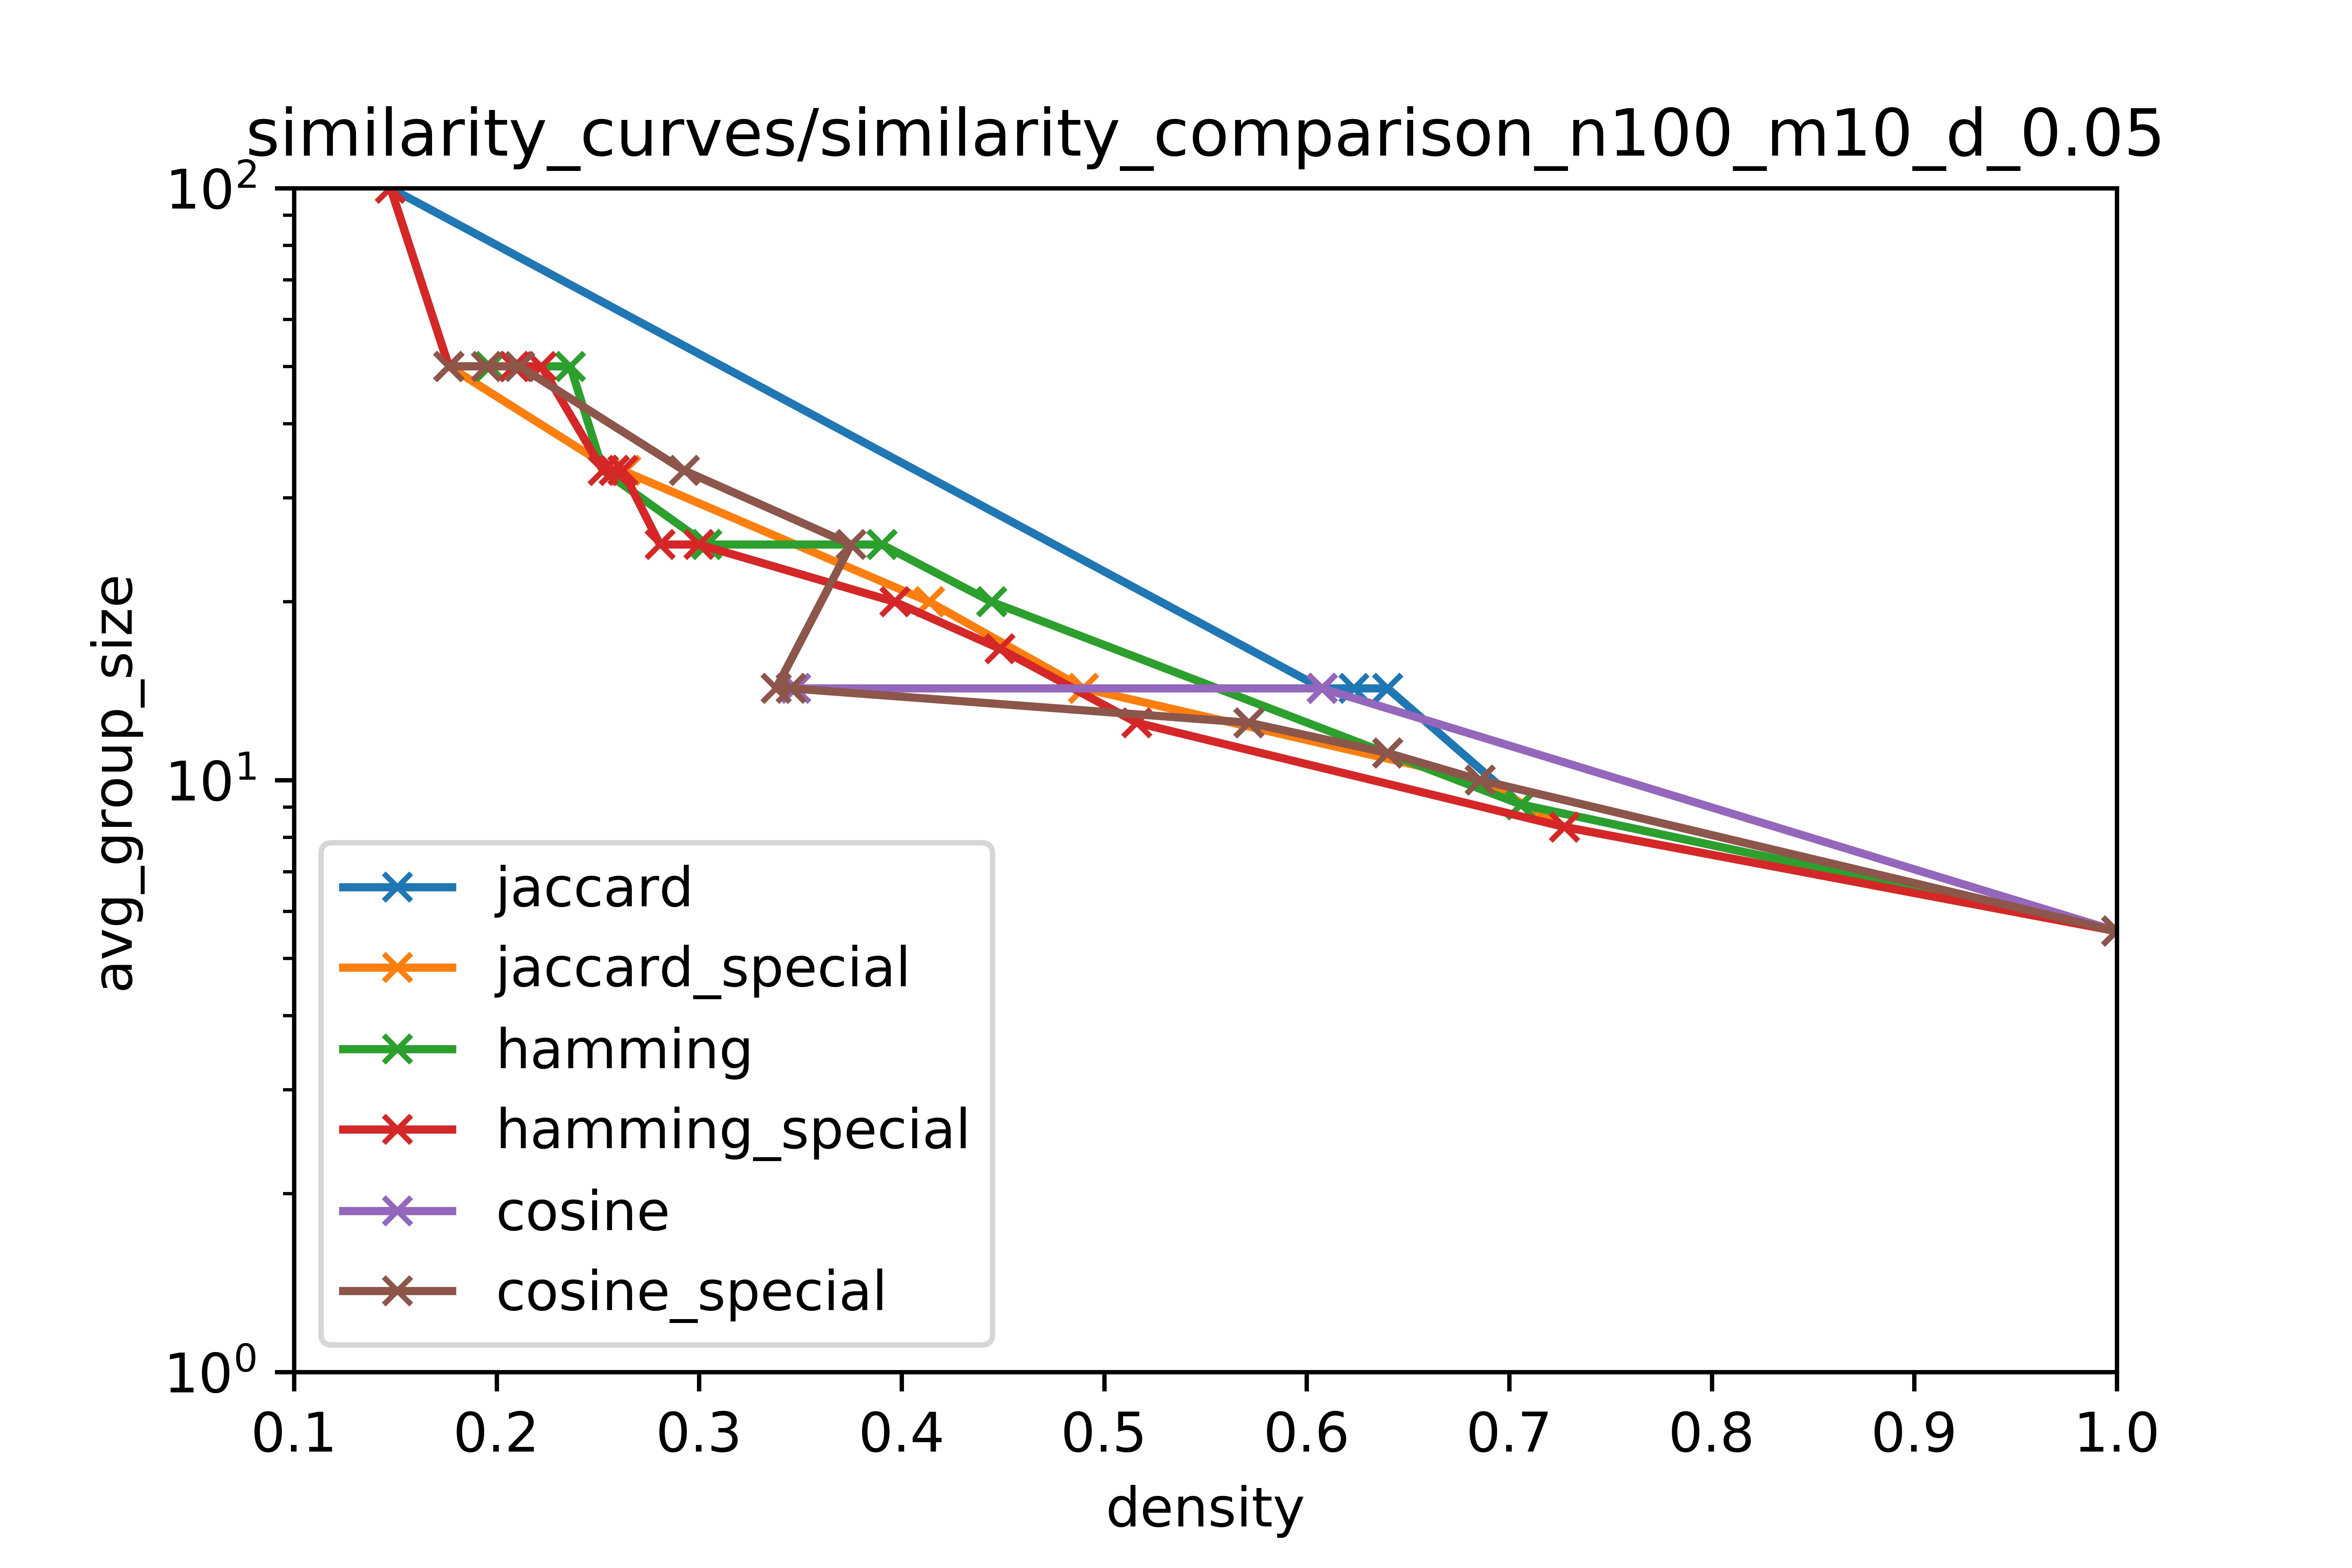 similarity_curves/similarity_comparison_n100_m10_d_0.05
10²
10¹
10⁰
avg_group_size
jaccard
jaccard_special
hamming
hamming_special
cosine
cosine_special
0.1 0.2 0.3 0.4 0.5 0.6 0.7 0.8 0.9 1.0
density